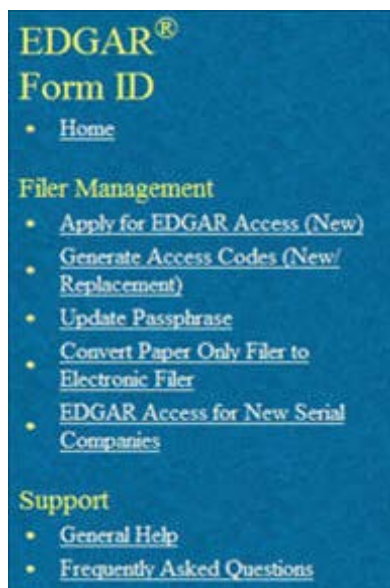 EDGAR®
Form ID
• Home
Filer Management
• Apply for EDGAR Access (New)
• Generate Access Codes (New/
Replacement)
• Update Passphrase
• Convert Paper Only Filer to
Electronic Filer
• EDGAR Access for New Serial
Companies
Support
• General Help
• Frequently Asked Questions